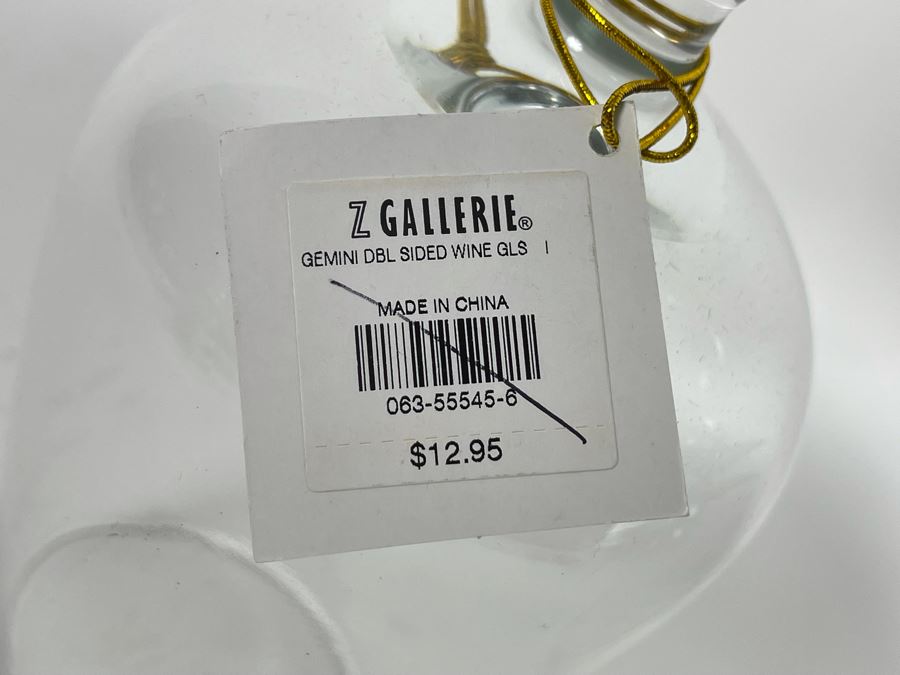 Z GALLERIE®
GEMINI DBL SIDED WINE GLS I
MADE IN CHINA
063-55545-6
$12.95